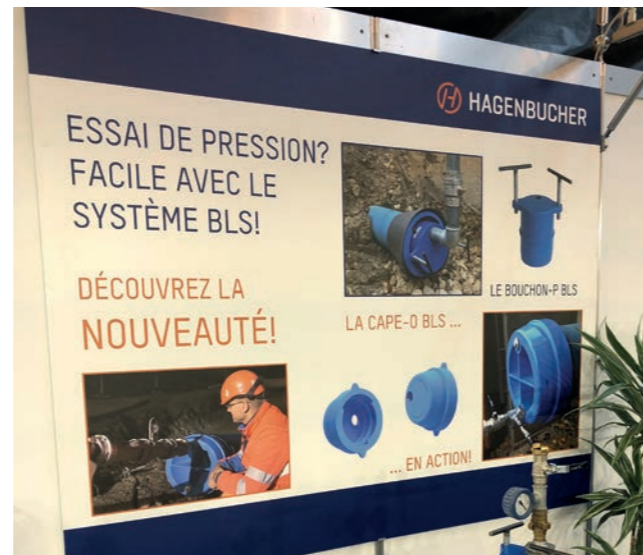 HAGENBUCHER
ESSAI DE PRESSION?
FACILE AVEC LE
SYSTÈME BLS!
LE BOUCHON-P BLS
DÉCOUVREZ LA
NOUVEAUTÉ!
LA CAPE-O BLS ...
... EN ACTION!